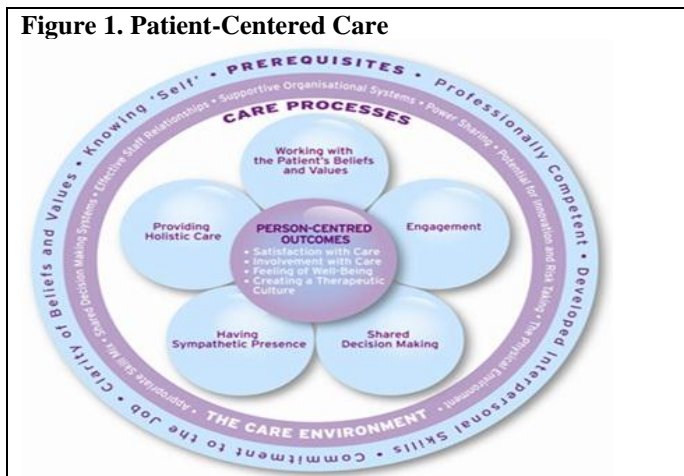 Figure 1. Patient-Centered Care
PREREQUISITES • Professionally Competent • Developed Interpersonal Skills • Commitment to the Job • Clarity of Beliefs and Values • Knowing 'Self' •
THE CARE ENVIRONMENT • Appropriate Skill Mix • Shared Decision Making Systems • Effective Staff Relationships • Supportive Organisational Systems • Power Sharing • Potential for Innovation and Risk Taking • The Physical Environment •
CARE PROCESSES
Working with
the Patient's Beliefs
and Values
Providing
Holistic Care
Engagement
PERSON-CENTRED
OUTCOMES
• Satisfaction with Care
• Involvement with Care
• Feeling of Well-Being
• Creating a Therapeutic
Culture
Having
Sympathetic Presence
Shared
Decision Making